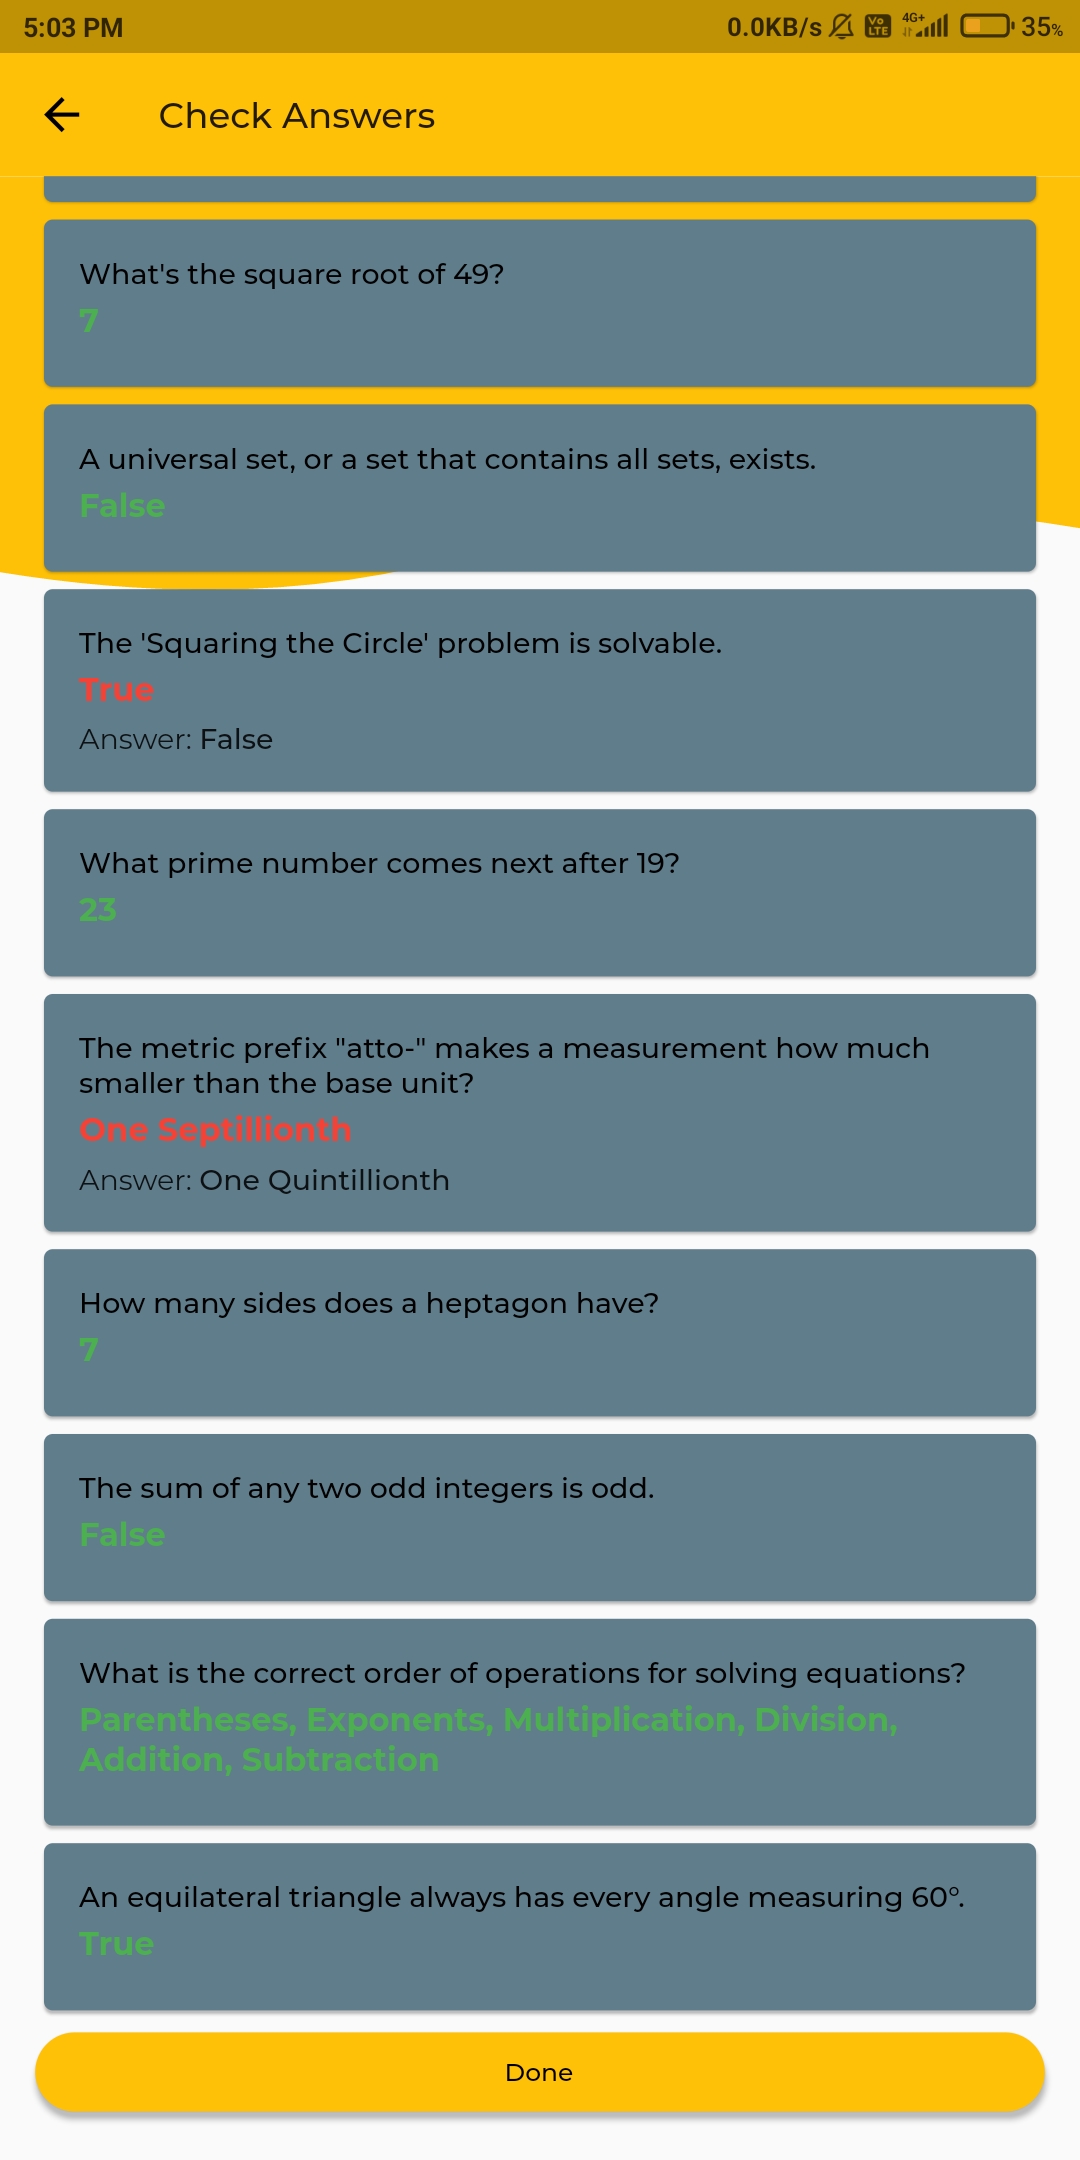 5:03 PM 0.0KB/s Vo LTE 4G+ 35%
Check Answers
What's the square root of 49?
7
A universal set, or a set that contains all sets, exists.
False
The 'Squaring the Circle' problem is solvable.
True
Answer: False
What prime number comes next after 19?
23
The metric prefix "atto-" makes a measurement how much
smaller than the base unit?
One Septillionth
Answer: One Quintillionth
How many sides does a heptagon have?
7
The sum of any two odd integers is odd.
False
What is the correct order of operations for solving equations?
Parentheses, Exponents, Multiplication, Division,
Addition, Subtraction
An equilateral triangle always has every angle measuring 60°.
True
Done